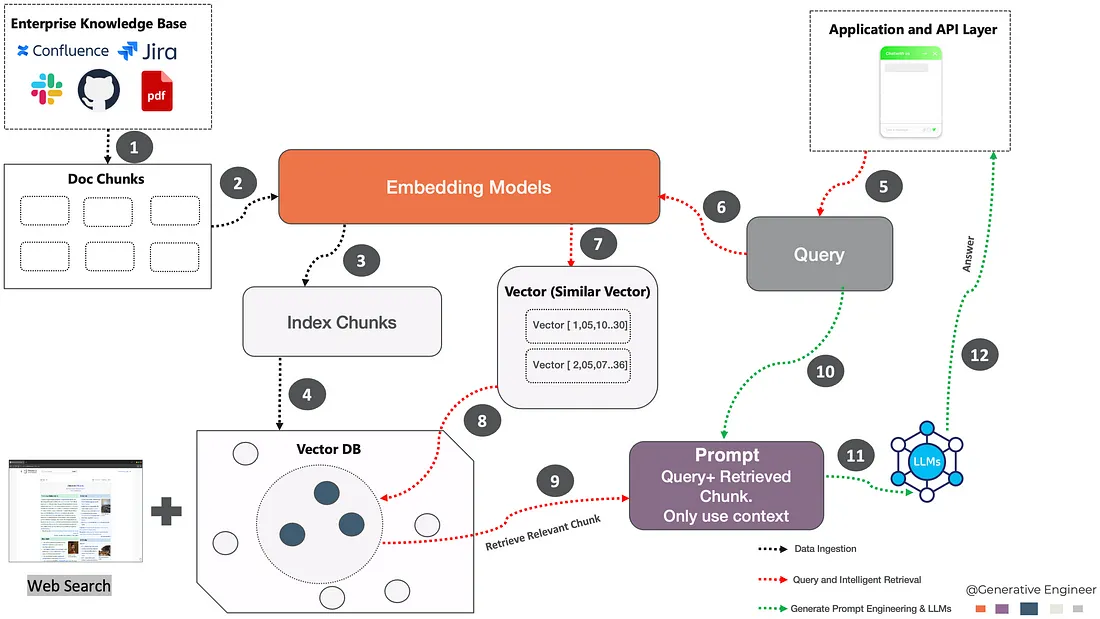 Enterprise Knowledge Base
Confluence
Jira
pdf
1
Doc Chunks
2
Embedding Models
3
Index Chunks
4
Vector DB
Web Search
Application and API Layer
5
Query
6
7
Vector (Similar Vector)
Vector [ 1,05,10..30]
Vector [ 2,05,07..36]
8
9
Retrieve Relevant Chunk
10
Prompt
Query+ Retrieved
Chunk.
Only use context
11
LLMs
12
Answer
Data Ingestion
Query and Intelligent Retrieval
Generate Prompt Engineering & LLMs
@Generative Engineer